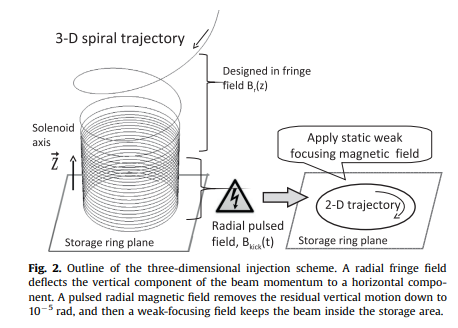 3-D spiral trajectory
Designed in fringe
field Br(z)
Solenoid
axis
Z
Apply static weak
focusing magnetic field
2-D trajectory
Radial pulsed
field, Bkick(t)
Storage ring plane
Storage ring plane
Fig. 2. Outline of the three-dimensional injection scheme. A radial fringe field
deflects the vertical component of the beam momentum to a horizontal compo-
nent. A pulsed radial magnetic field removes the residual vertical motion down to
10⁻⁵ rad, and then a weak-focusing field keeps the beam inside the storage area.